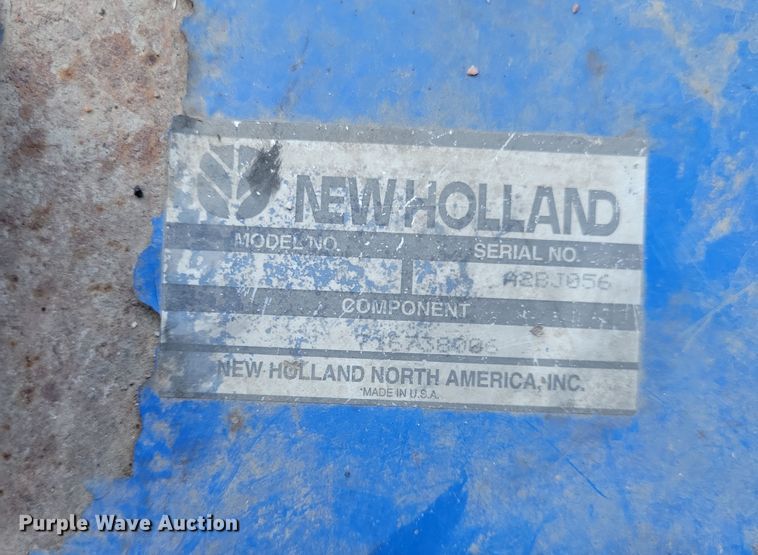 NEW HOLLAND
MODEL NO. SERIAL NO.
A2BJ056
COMPONENT
NEW HOLLAND NORTH AMERICA, INC.
MADE IN U.S.A.
Purple Wave Auction